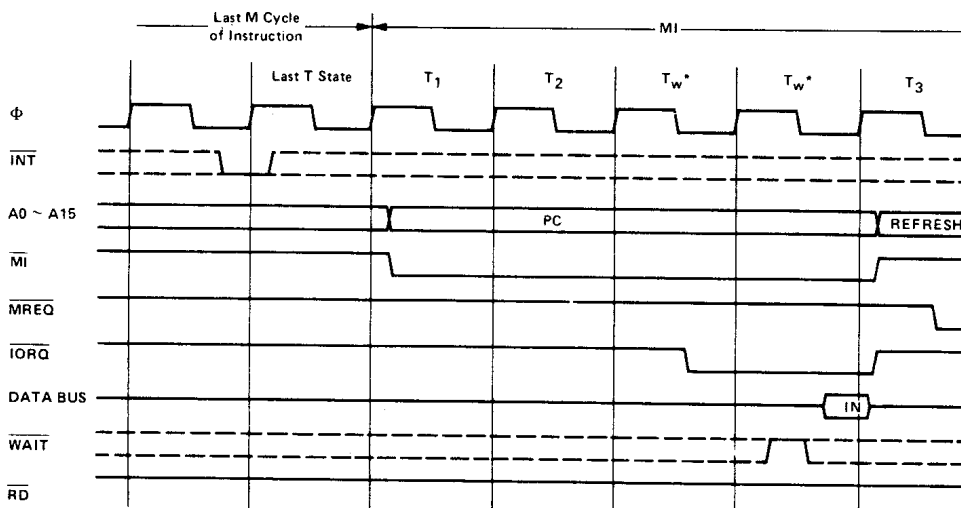 Last M Cycle
of Instruction
MI
Last T State
T1
T2
Tw*
Tw*
T3
Φ
INT
A0 ~ A15
PC
REFRESH
MI
MREQ
IORQ
DATA BUS
IN
WAIT
RD